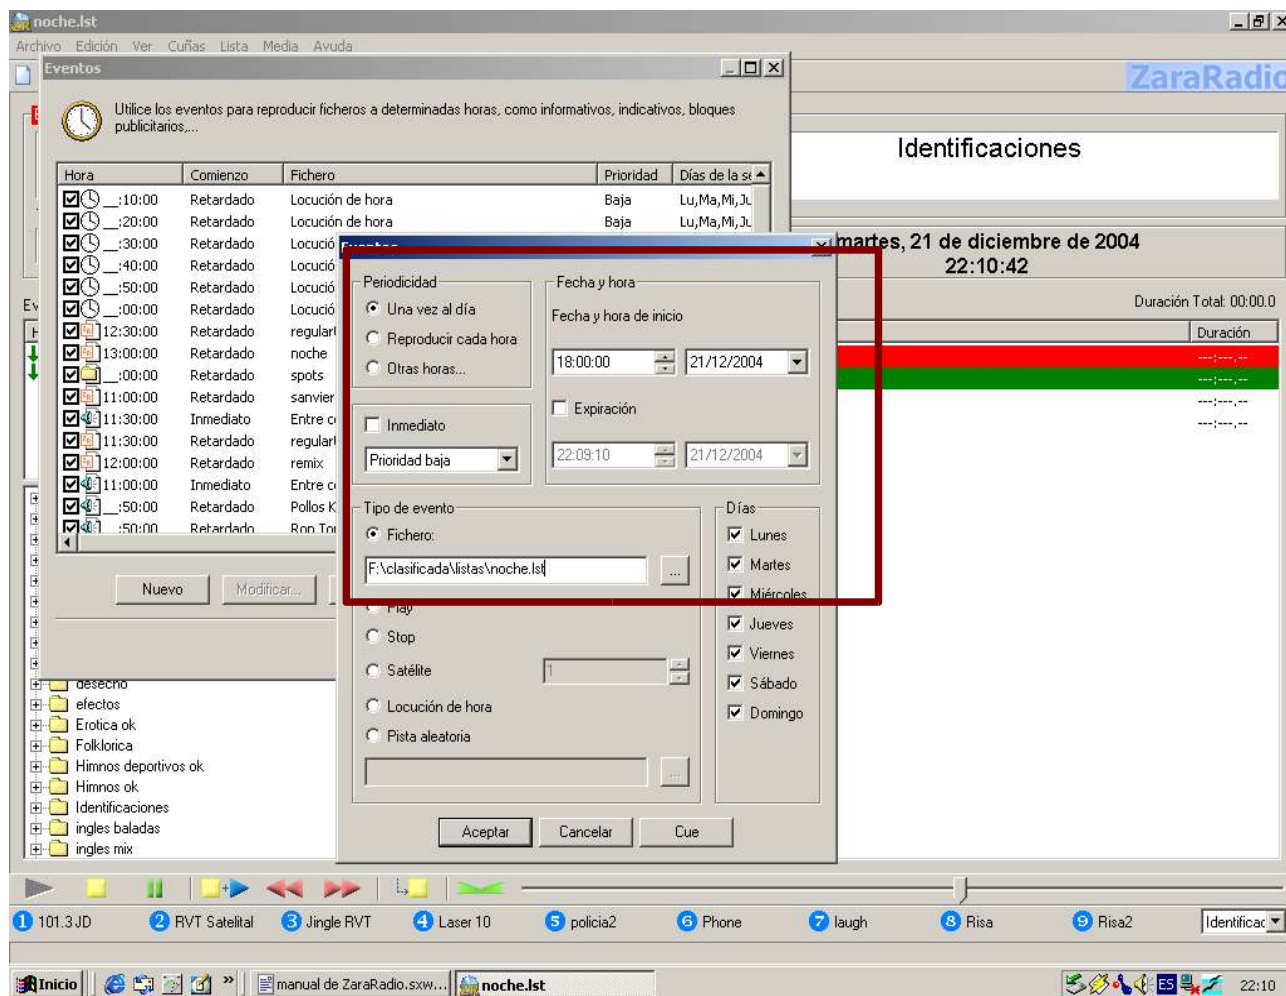 noche.lst
Archivo Edición Ver Cuñas Lista Media Ayuda
Eventos
ZaraRadio
Utilice los eventos para reproducir ficheros a determinadas horas, como informativos, indicativos, bloques
publicitarios,...
Identificaciones
Hora Comienzo Fichero Prioridad Días de la se
__:10:00 Retardado Locución de hora Baja Lu,Ma,Mi,Ju
__:20:00 Retardado Locución de hora Baja Lu,Ma,Mi,Ju
__:30:00 Retardado Locució
__:40:00 Retardado Locució
__:50:00 Retardado Locució
__:00:00 Retardado Locució
12:30:00 Retardado regular
13:00:00 Retardado noche
__:00:00 Retardado spots
11:00:00 Retardado sanvier
11:30:00 Inmediato Entre c
11:30:00 Retardado regular
12:00:00 Retardado remix
11:00:00 Inmediato Entre c
__:50:00 Retardado Pollos K
__:50:00 Retardado Ron To
Nuevo Modificar...
Eventos
Periodicidad
Una vez al día
Reproducir cada hora
Otras horas...
Inmediato
Prioridad baja
Fecha y hora
Fecha y hora de inicio
18:00:00 21/12/2004
Expiración
22:09:10 21/12/2004
Tipo de evento
Fichero:
F:\clasificada\listas\noche.lst
...
Play
Stop
Satélite 1
Locución de hora
Pista aleatoria
...
Días
Lunes
Martes
Miércoles
Jueves
Viernes
Sábado
Domingo
Aceptar Cancelar Cue
martes, 21 de diciembre de 2004
22:10:42
Duración Total: 00:00.0
Ev
Duración
---:---,--
---:---,--
---:---,--
---:---,--
desecho
efectos
Erotica ok
Folklorica
Himnos deportivos ok
Himnos ok
Identificaciones
ingles baladas
ingles mix
1 101.3 JD 2 RVT Satelital 3 Jingle RVT 4 Laser 10 5 policia2 6 Phone 7 laugh 8 Risa 9 Risa2 Identificac
Inicio » manual de ZaraRadio.sxw... noche.lst ES 22:10